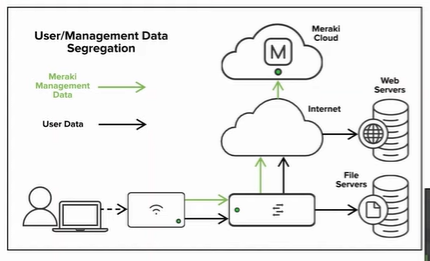 User/Management Data
Segregation
Meraki
Cloud
M
Meraki
Management
Data
User Data
Internet
Web
Servers
File
Servers